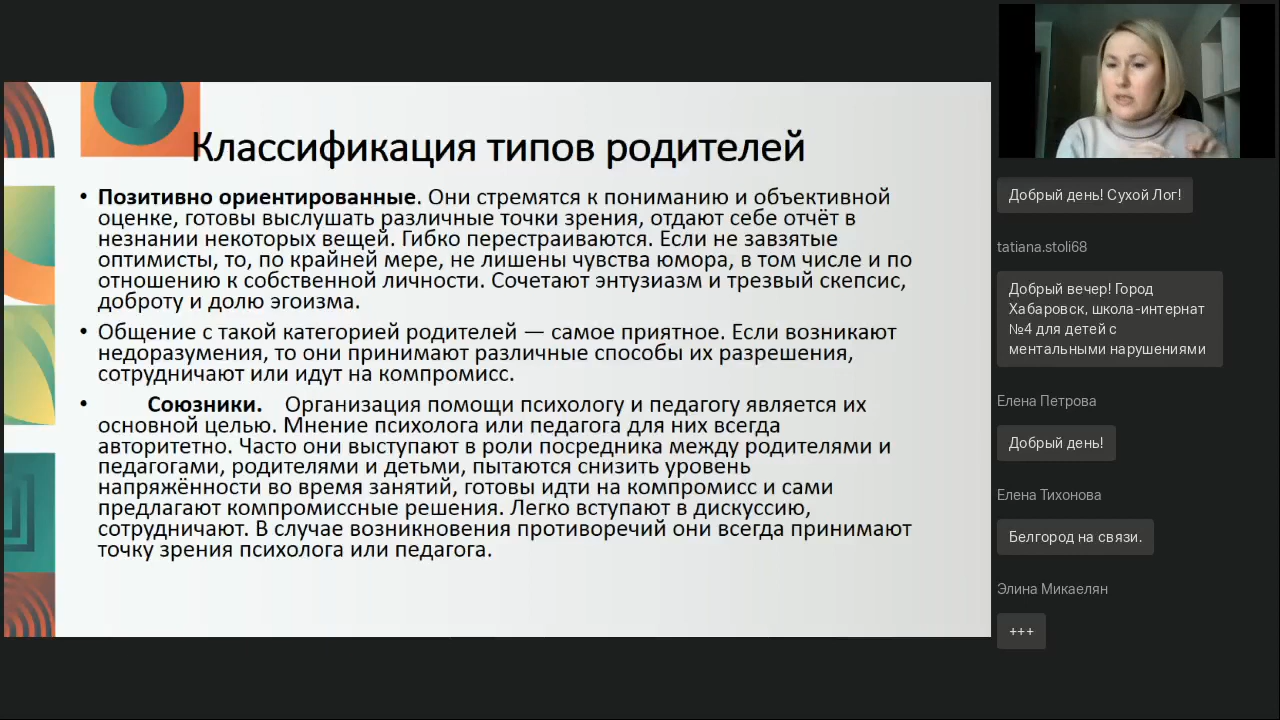 Классификация типов родителей
• Позитивно ориентированные. Они стремятся к пониманию и объективной
оценке, готовы выслушать различные точки зрения, отдают себе отчёт в
незнании некоторых вещей. Гибко перестраиваются. Если не завзятые
оптимисты, то, по крайней мере, не лишены чувства юмора, в том числе и по
отношению к собственной личности. Сочетают энтузиазм и трезвый скепсис,
доброту и долю эгоизма.
• Общение с такой категорией родителей — самое приятное. Если возникают
недоразумения, то они принимают различные способы их разрешения,
сотрудничают или идут на компромисс.
• Союзники. Организация помощи психологу и педагогу является их
основной целью. Мнение психолога или педагога для них всегда
авторитетно. Часто они выступают в роли посредника между родителями и
педагогами, родителями и детьми, пытаются снизить уровень
напряжённости во время занятий, готовы идти на компромисс и сами
предлагают компромиссные решения. Легко вступают в дискуссию,
сотрудничают. В случае возникновения противоречий они всегда принимают
точку зрения психолога или педагога.
Добрый день! Сухой Лог!
tatiana.stoli68
Добрый вечер! Город
Хабаровск, школа-интернат
№4 для детей с
ментальными нарушениями
Елена Петрова
Добрый день!
Елена Тихонова
Белгород на связи.
Элина Микаелян
+++